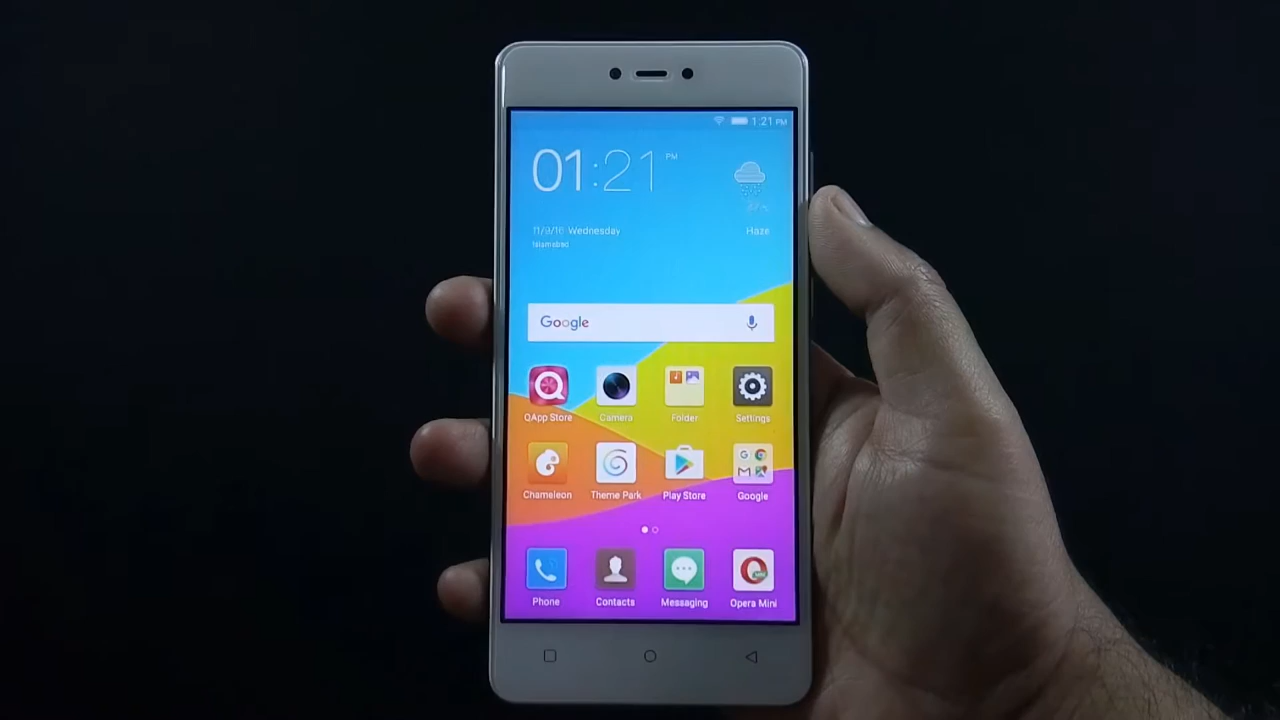 1:21 PM
01:21 PM
11/9/16 Wednesday
Islamabad
Haze
Google
QApp Store
Camera
Folder
Settings
Chameleon
Theme Park
Play Store
Google
Phone
Contacts
Messaging
Opera Mini